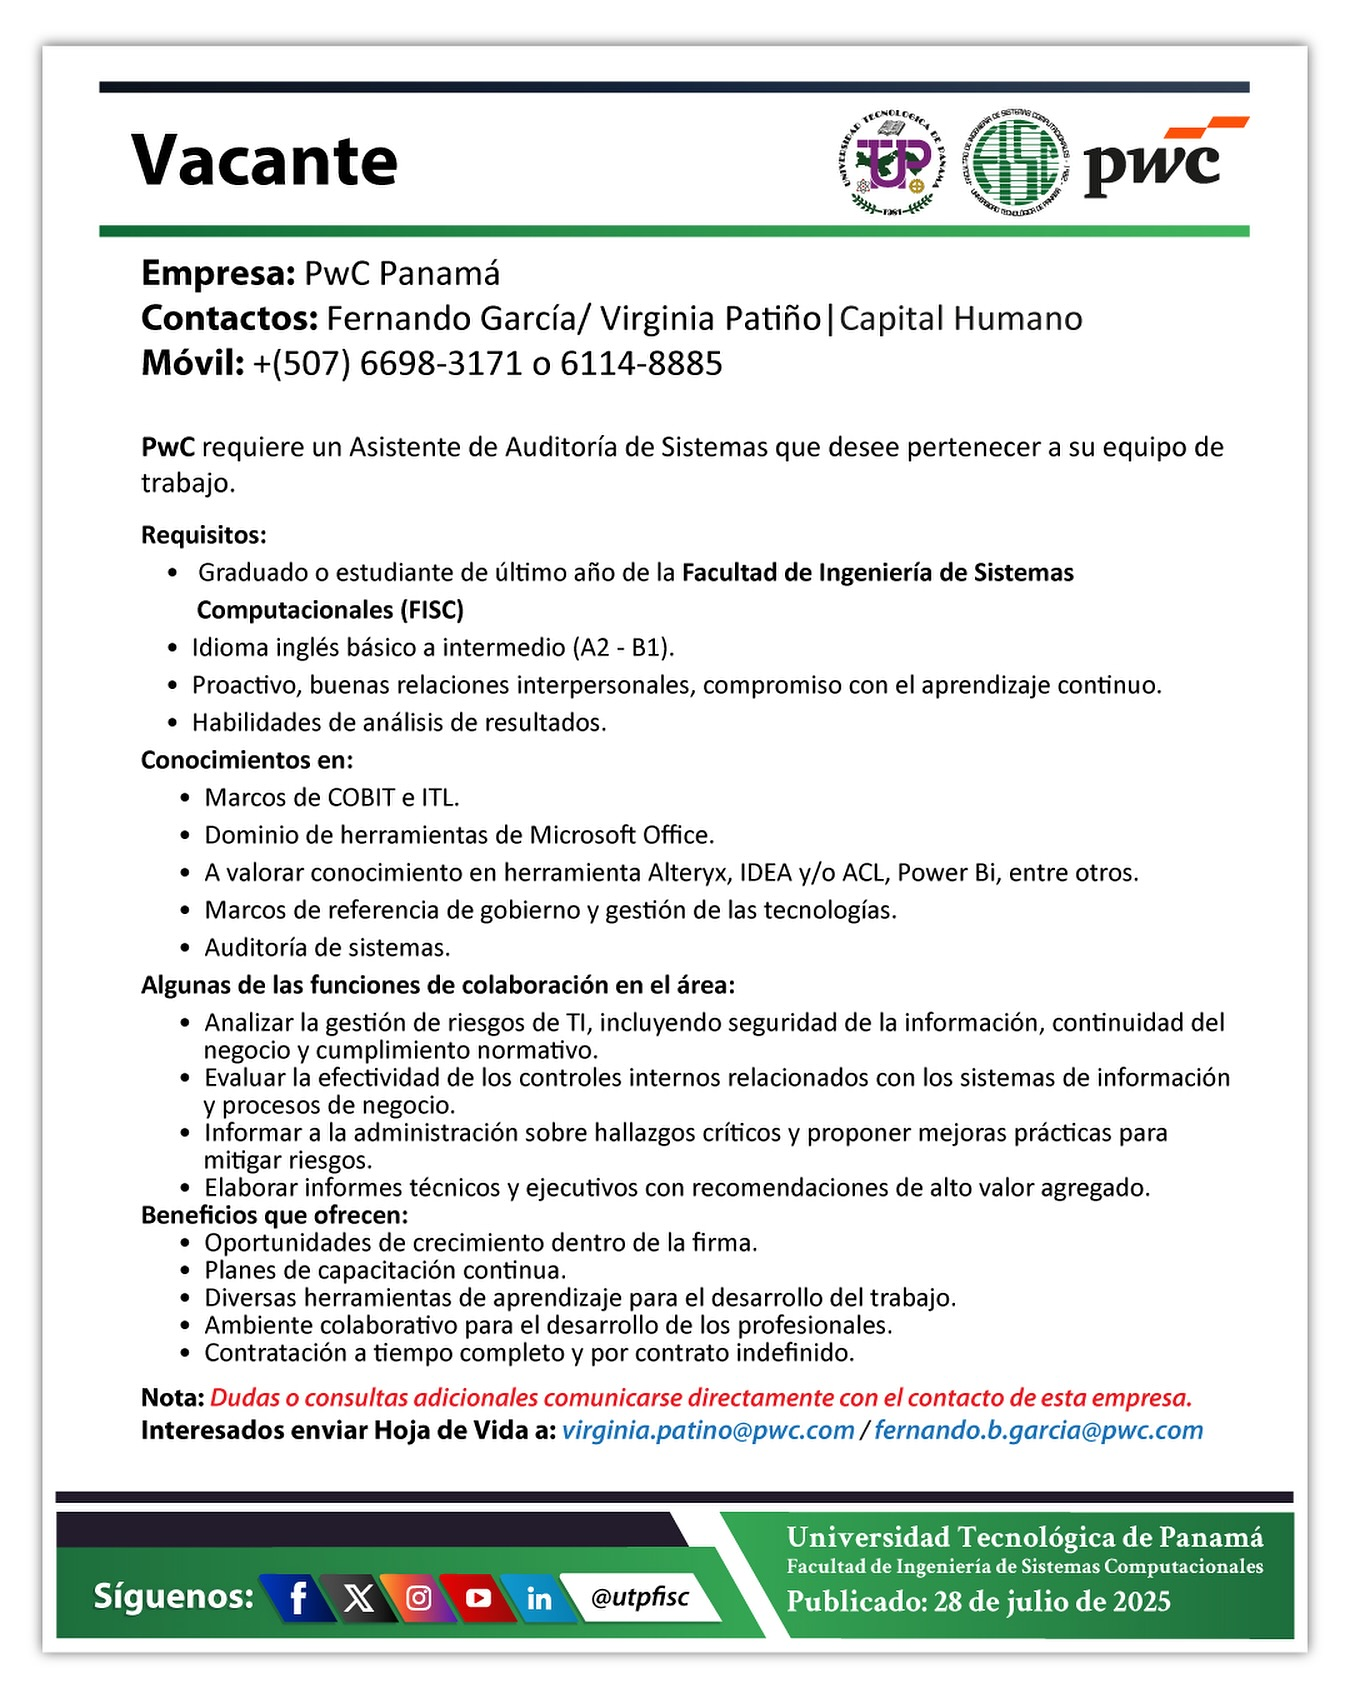 Vacante
UNIVERSIDAD TECNOLÓGICA DE PANAMÁ
UTP
1981
FACULTAD DE INGENIERÍA DE SISTEMAS COMPUTACIONALES
FISC
UNIVERSIDAD TECNOLÓGICA DE PANAMÁ
pwc
Empresa: PwC Panamá
Contactos: Fernando García/ Virginia Patiño|Capital Humano
Móvil: +(507) 6698-3171 o 6114-8885
PwC requiere un Asistente de Auditoría de Sistemas que desee pertenecer a su equipo de
trabajo.
Requisitos:
• Graduado o estudiante de último año de la Facultad de Ingeniería de Sistemas
Computacionales (FISC)
• Idioma inglés básico a intermedio (A2 - B1).
• Proactivo, buenas relaciones interpersonales, compromiso con el aprendizaje continuo.
• Habilidades de análisis de resultados.
Conocimientos en:
• Marcos de COBIT e ITL.
• Dominio de herramientas de Microsoft Office.
• A valorar conocimiento en herramienta Alteryx, IDEA y/o ACL, Power Bi, entre otros.
• Marcos de referencia de gobierno y gestión de las tecnologías.
• Auditoría de sistemas.
Algunas de las funciones de colaboración en el área:
• Analizar la gestión de riesgos de TI, incluyendo seguridad de la información, continuidad del
negocio y cumplimiento normativo.
• Evaluar la efectividad de los controles internos relacionados con los sistemas de información
y procesos de negocio.
• Informar a la administración sobre hallazgos críticos y proponer mejoras prácticas para
mitigar riesgos.
• Elaborar informes técnicos y ejecutivos con recomendaciones de alto valor agregado.
Beneficios que ofrecen:
• Oportunidades de crecimiento dentro de la firma.
• Planes de capacitación continua.
• Diversas herramientas de aprendizaje para el desarrollo del trabajo.
• Ambiente colaborativo para el desarrollo de los profesionales.
• Contratación a tiempo completo y por contrato indefinido.
Nota: Dudas o consultas adicionales comunicarse directamente con el contacto de esta empresa.
Interesados enviar Hoja de Vida a: virginia.patino@pwc.com / fernando.b.garcia@pwc.com
Síguenos:
@utpfisc
Universidad Tecnológica de Panamá
Facultad de Ingeniería de Sistemas Computacionales
Publicado: 28 de julio de 2025